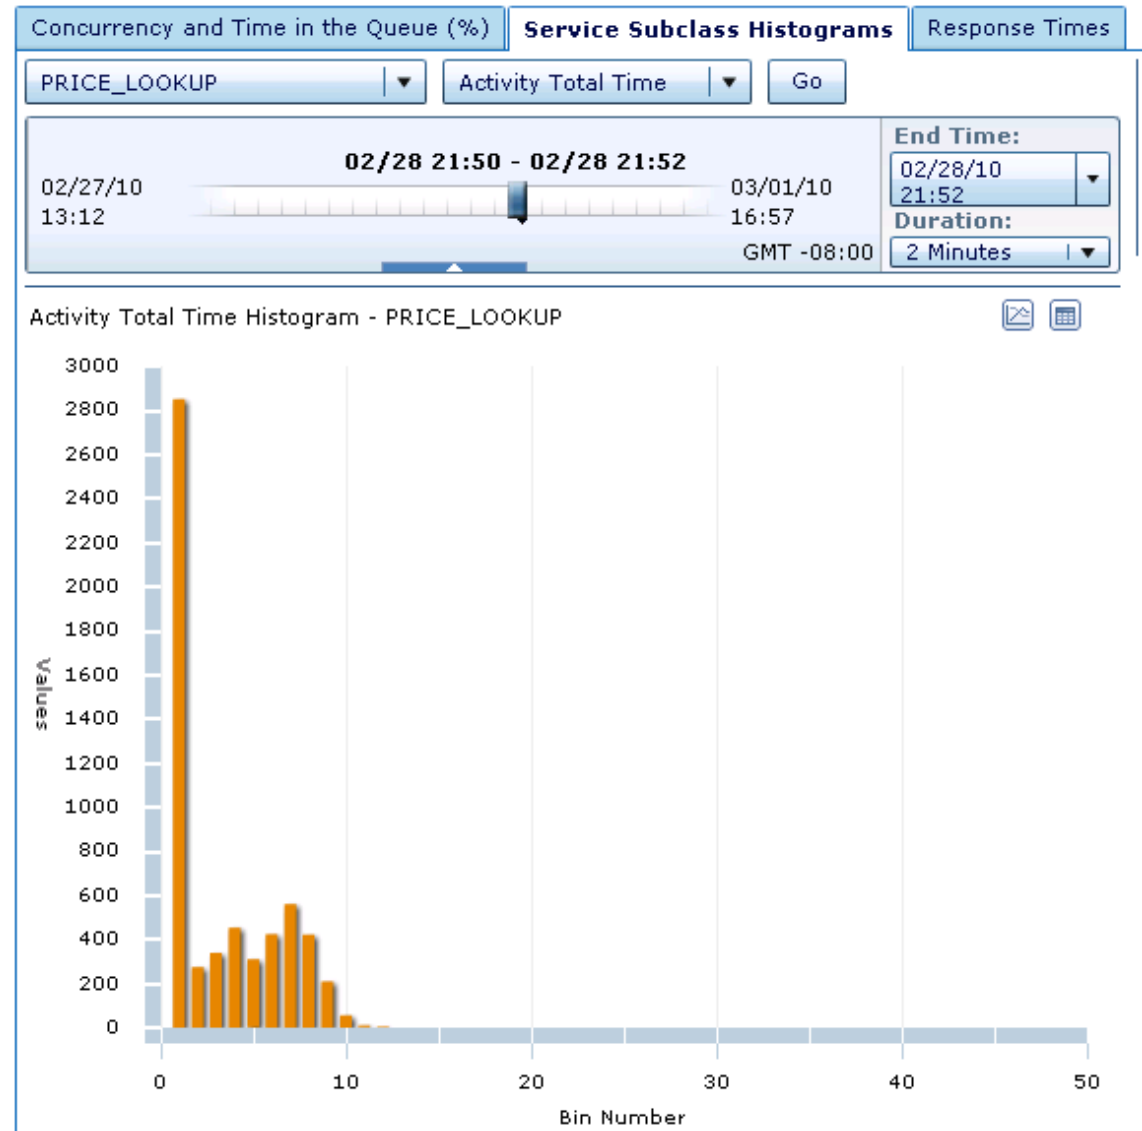 Concurrency and Time in the Queue (%)
Service Subclass Histograms
Response Times
PRICE_LOOKUP
Activity Total Time
Go
02/28 21:50 - 02/28 21:52
02/27/10
13:12
03/01/10
16:57
GMT -08:00
End Time:
02/28/10
21:52
Duration:
2 Minutes
Activity Total Time Histogram - PRICE_LOOKUP
3000
2800
2600
2400
2200
2000
1800
1600
1400
1200
1000
800
600
400
200
0
Values
0
10
20
30
40
50
Bin Number